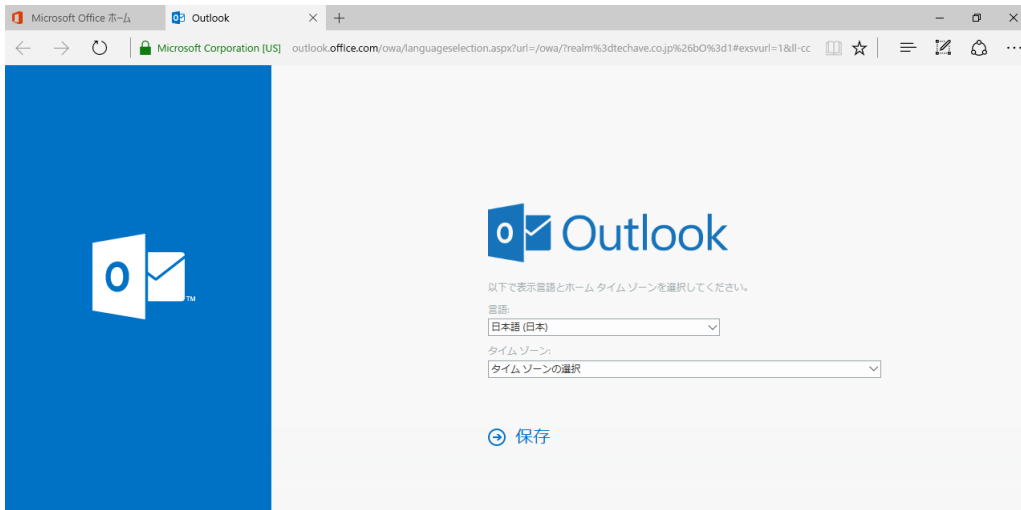 Microsoft Office ホーム
Outlook
Microsoft Corporation [US] outlook.office.com/owa/languageselection.aspx?url=/owa/?realm%3dtechave.co.jp%26bO%3d1#exsvurl=1&ll-cc
Outlook
TM
以下で表示言語とホーム タイム ゾーンを選択してください。
言語:
日本語 (日本)
タイム ゾーン:
タイム ゾーンの選択
保存